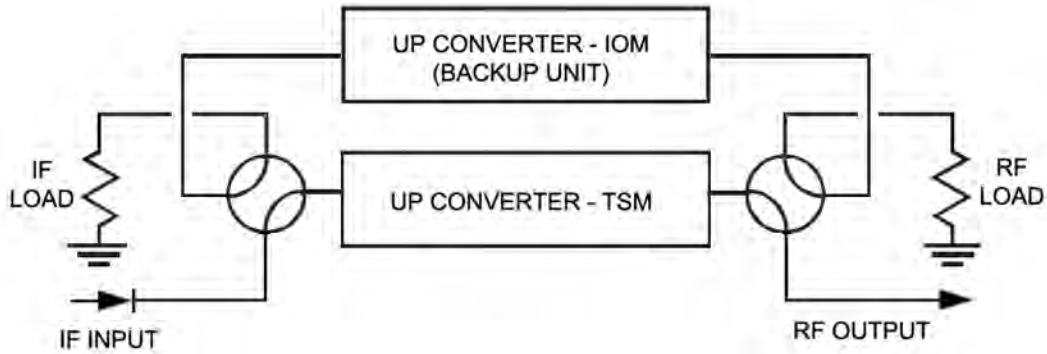 UP CONVERTER - IOM
(BACKUP UNIT)
IF
LOAD
UP CONVERTER - TSM
RF
LOAD
IF INPUT
RF OUTPUT